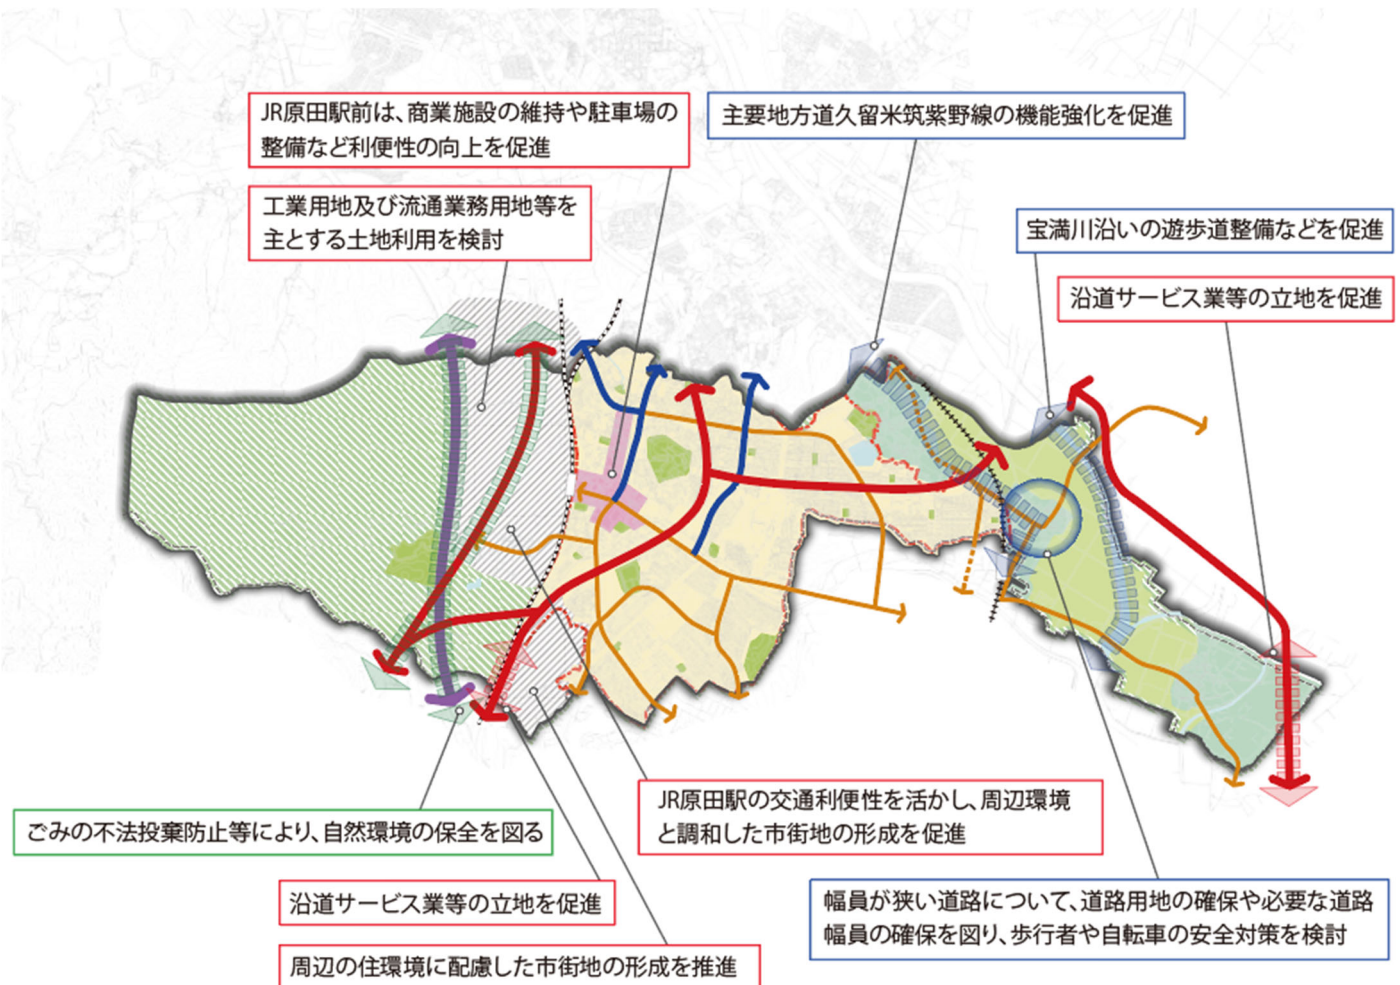 JR原田駅前は、商業施設の維持や駐車場の
整備など利便性の向上を促進
主要地方道久留米筑紫野線の機能強化を促進
工業用地及び流通業務用地等を
主とする土地利用を検討
宝満川沿いの遊歩道整備などを促進
沿道サービス業等の立地を促進
JR原田駅の交通利便性を活かし、周辺環境
と調和した市街地の形成を促進
ごみの不法投棄防止等により、自然環境の保全を図る
沿道サービス業等の立地を促進
幅員が狭い道路について、道路用地の確保や必要な道路
幅員の確保を図り、歩行者や自転車の安全対策を検討
周辺の住環境に配慮した市街地の形成を推進